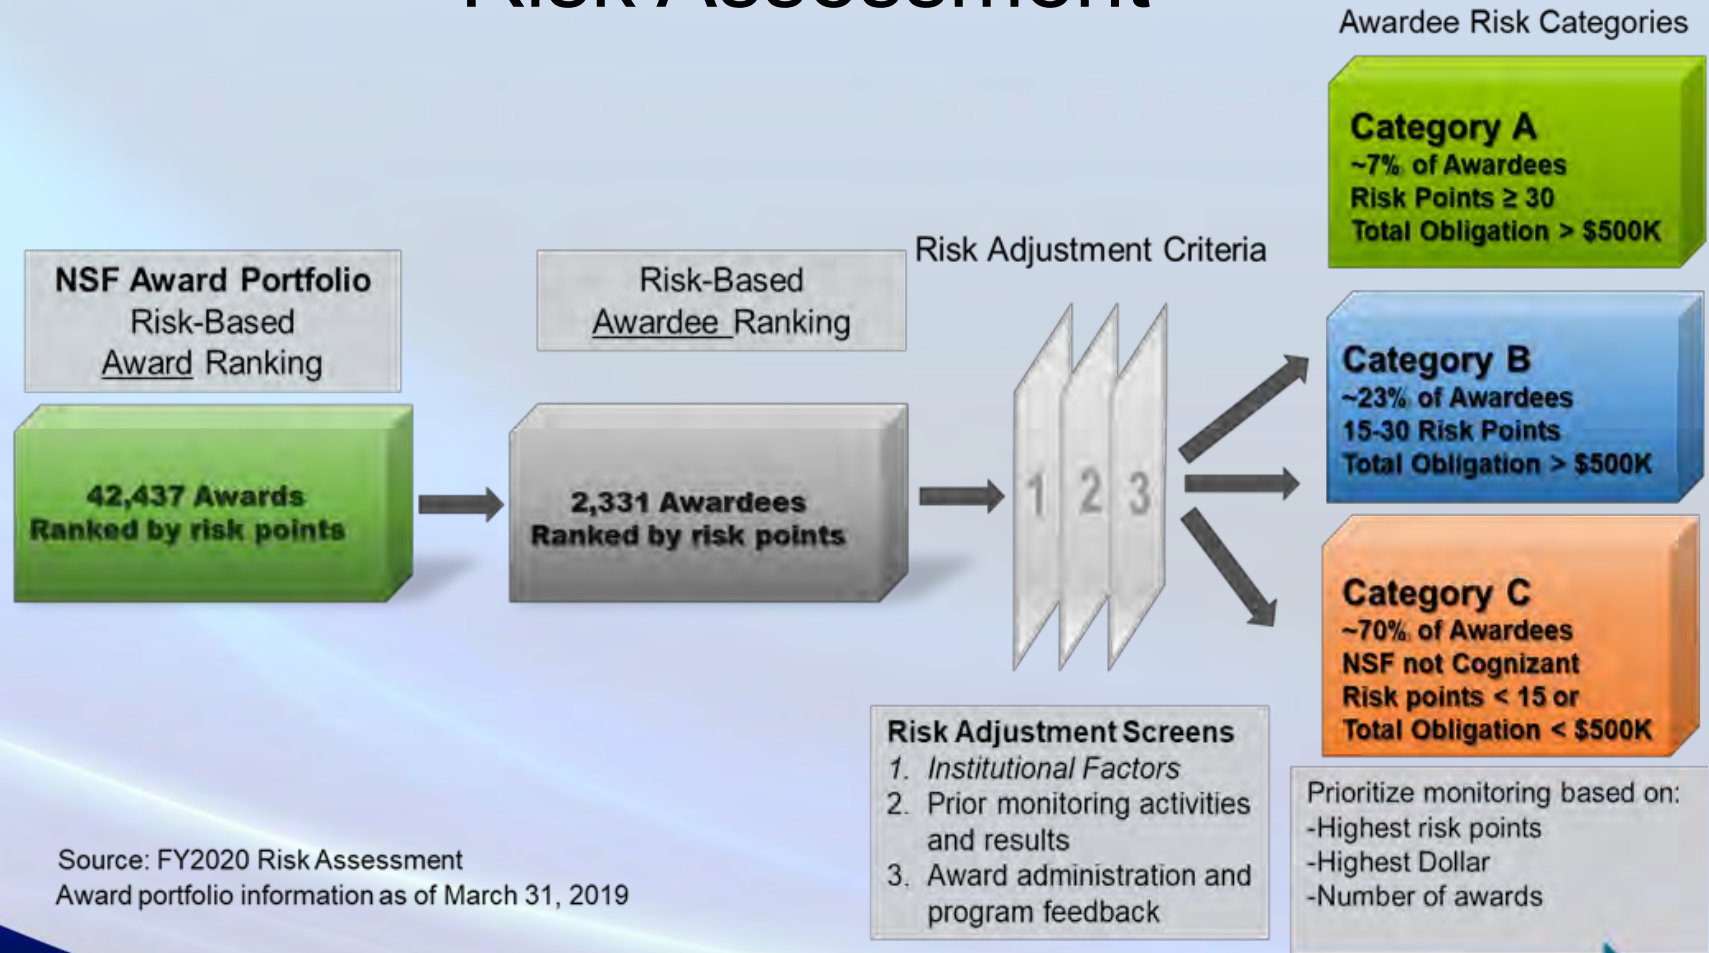 Risk Assessment
Awardee Risk Categories
NSF Award Portfolio
Risk-Based
Award Ranking
42,437 Awards
Ranked by risk points
Risk-Based
Awardee Ranking
2,331 Awardees
Ranked by risk points
Risk Adjustment Criteria
1 2 3
Risk Adjustment Screens
1. Institutional Factors
2. Prior monitoring activities
and results
3. Award administration and
program feedback
Category A
~7% of Awardees
Risk Points ≥ 30
Total Obligation > $500K
Category B
~23% of Awardees
15-30 Risk Points
Total Obligation > $500K
Category C
~70% of Awardees
NSF not Cognizant
Risk points < 15 or
Total Obligation < $500K
Prioritize monitoring based on:
-Highest risk points
-Highest Dollar
-Number of awards
Source: FY2020 Risk Assessment
Award portfolio information as of March 31, 2019